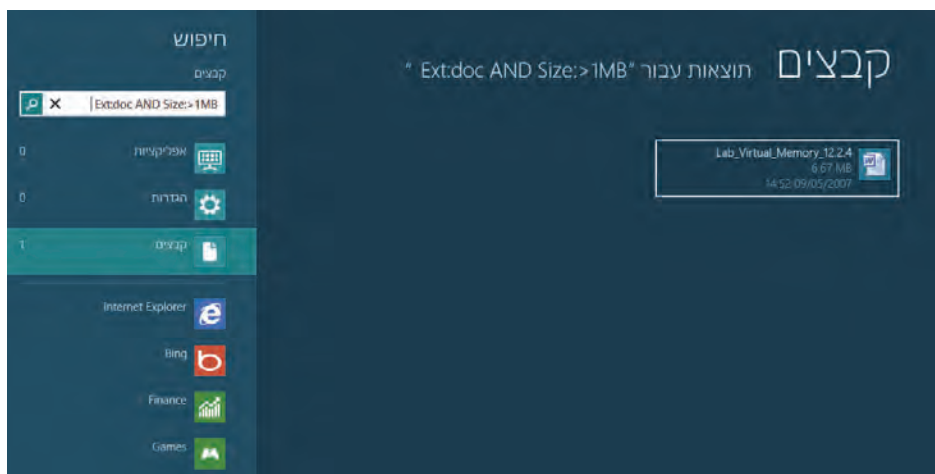 חיפוש
קבצים
Ext:doc AND Size:>1MB
אפליקציות 0
הגדרות 0
קבצים 1
Internet Explorer
Bing
Finance
Games
קבצים תוצאות עבור "Ext:doc AND Size:>1MB "
Lab_Virtual_Memory_12.2.4
6.67 MB
14:52 09/05/2007